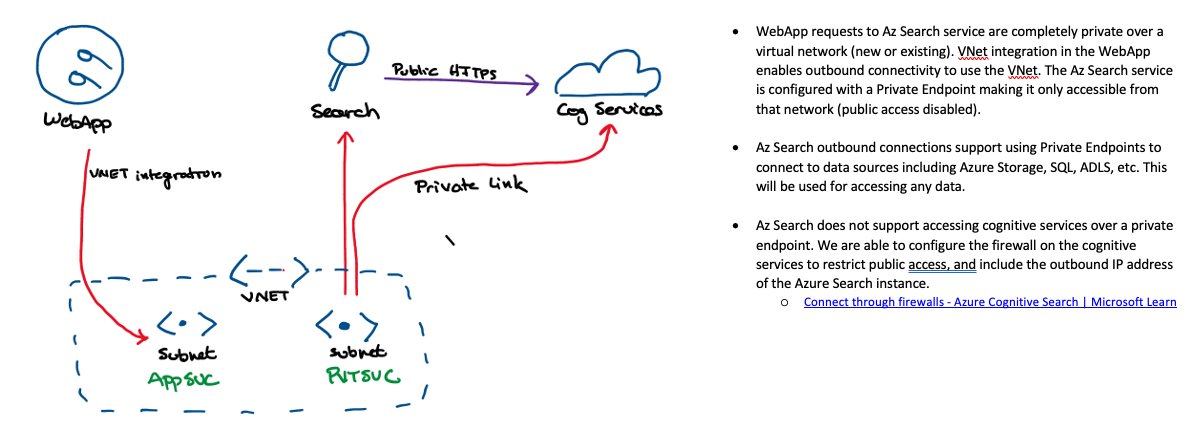 WebApp
VNET integration
Search
Public HTTPS
Cog Services
Private Link
VNET
Subnet
AppSVC
Subnet
PVTSVC
• WebApp requests to Az Search service are completely private over a
virtual network (new or existing). VNet integration in the WebApp
enables outbound connectivity to use the VNet. The Az Search service
is configured with a Private Endpoint making it only accessible from
that network (public access disabled).
• Az Search outbound connections support using Private Endpoints to
connect to data sources including Azure Storage, SQL, ADLS, etc. This
will be used for accessing any data.
• Az Search does not support accessing cognitive services over a private
endpoint. We are able to configure the firewall on the cognitive
services to restrict public access, and include the outbound IP address
of the Azure Search instance.
o Connect through firewalls - Azure Cognitive Search | Microsoft Learn